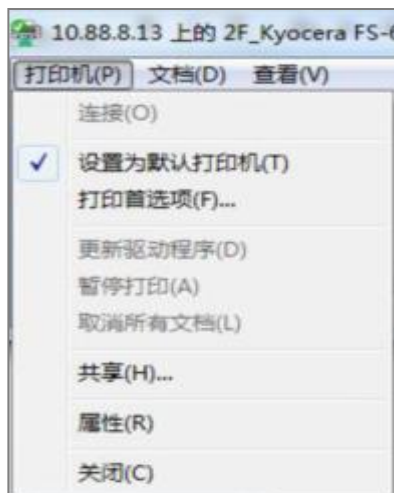 10.88.8.13 上的 2F_Kyocera FS-6
打印机(P) 文档(D) 查看(V)
连接(O)
设置为默认打印机(T)
打印首选项(F)...
更新驱动程序(D)
暂停打印(A)
取消所有文档(L)
共享(H)...
属性(R)
关闭(C)